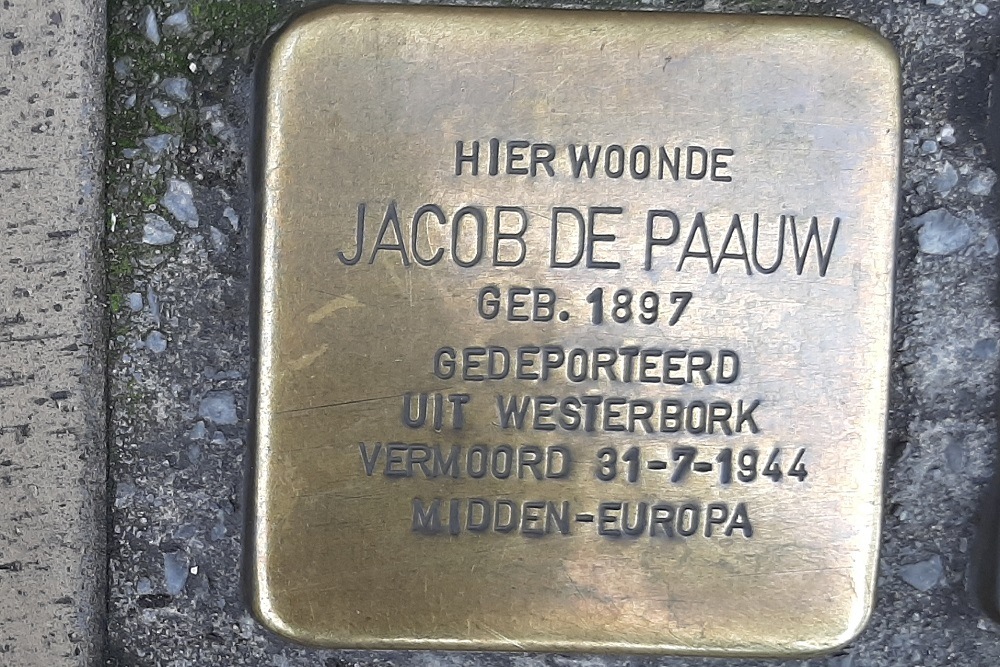 HIER WOONDE
JACOB DE PAAUW
GEB. 1897
GEDEPORTEERD
UIT WESTERBORK
VERMOORD 31-7-1944
MIDDEN-EUROPA